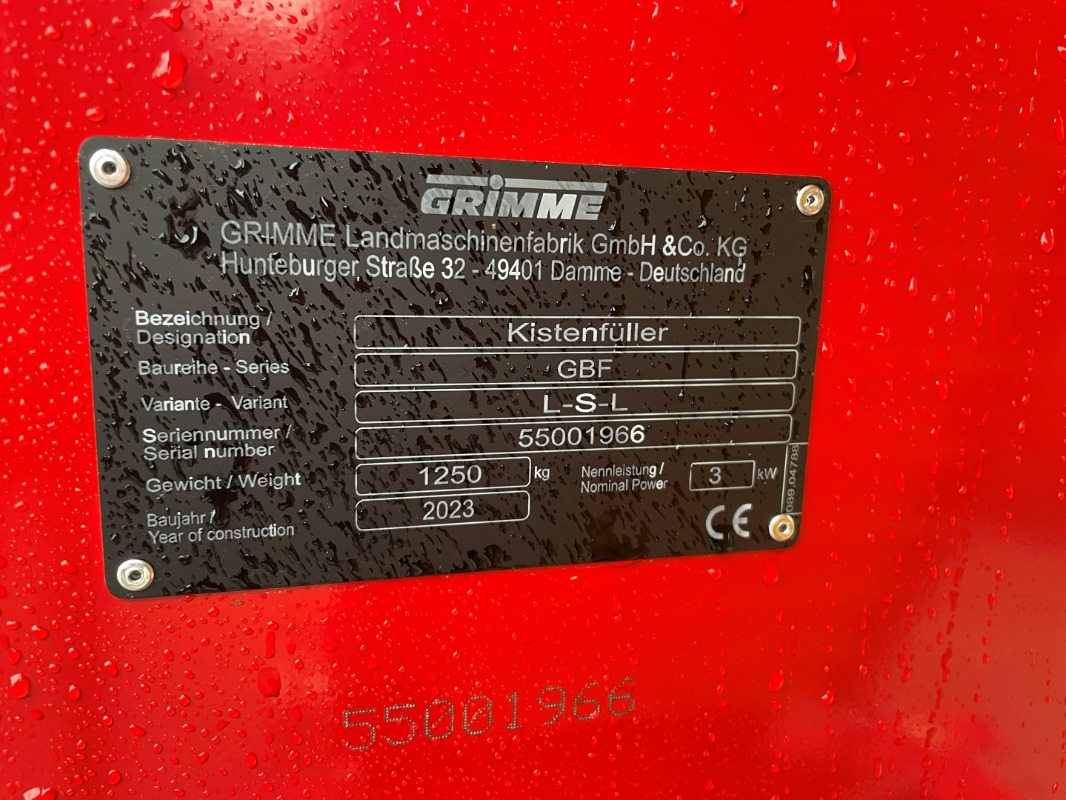 GRIMME
GRIMME Landmaschinenfabrik GmbH &Co. KG
Hunteburger Straße 32 - 49401 Damme - Deutschland
Bezeichnung /
Designation
Kistenfüller
Baureihe - Series
GBF
Variante - Variant
L-S-L
Seriennummer /
Serial number
55001966
Gewicht / Weight
1250 kg
Nennleistung /
Nominal Power
3 kW
Baujahr /
Year of construction
2023
CE
089.04788
55001966